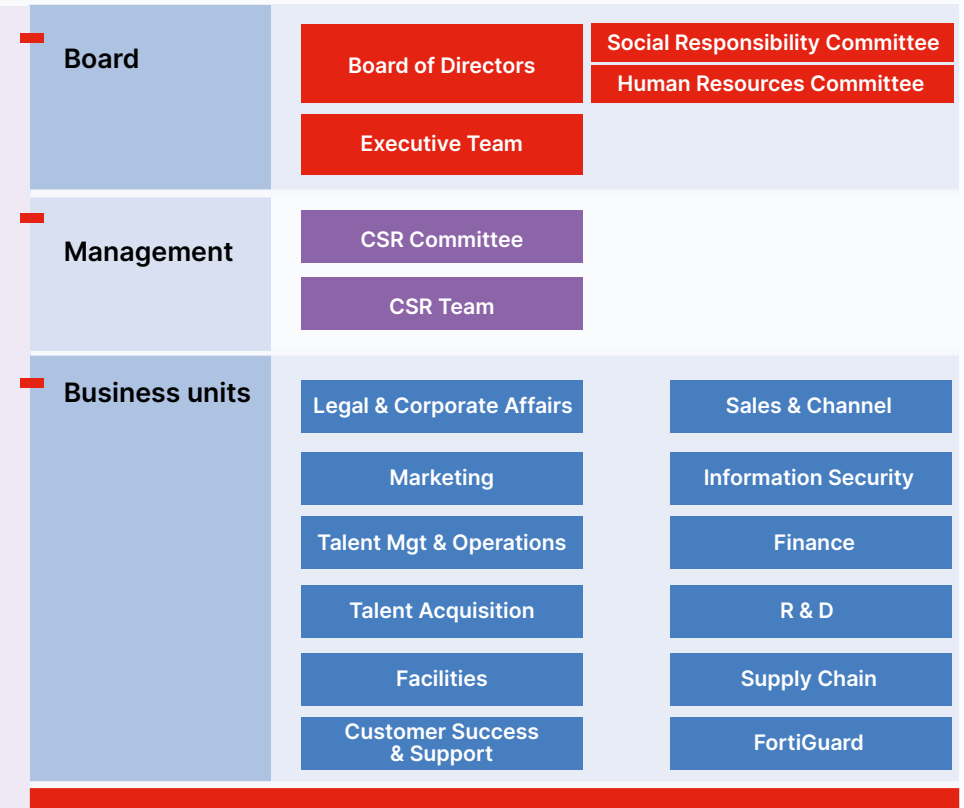 Board
Board of Directors
Social Responsibility Committee
Human Resources Committee
Executive Team
Management
CSR Committee
CSR Team
Business units
Legal & Corporate Affairs
Sales & Channel
Marketing
Information Security
Talent Mgt & Operations
Finance
Talent Acquisition
R & D
Facilities
Supply Chain
Customer Success
& Support
FortiGuard